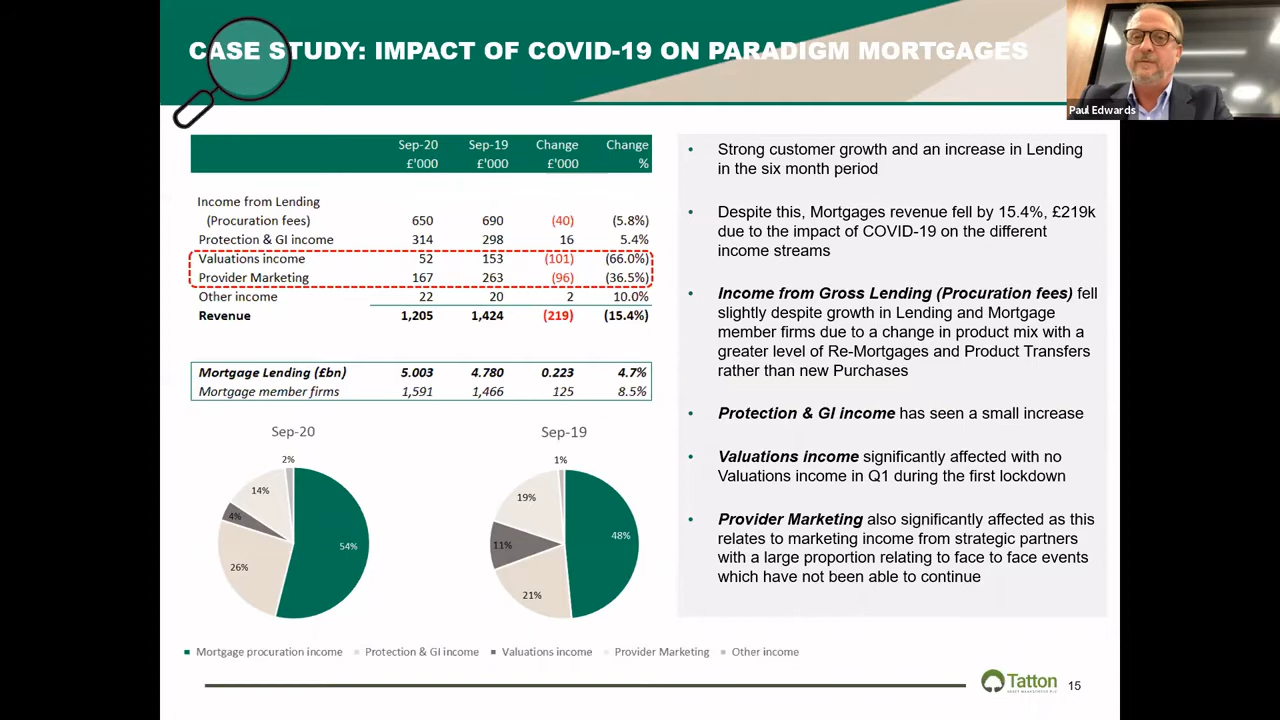 CASE STUDY: IMPACT OF COVID-19 ON PARADIGM MORTGAGES
Paul Edwards
Sep-20 Sep-19 Change Change
£'000 £'000 £'000 %
Income from Lending
(Procuration fees) 650 690 (40) (5.8%)
Protection & GI income 314 298 16 5.4%
Valuations income 52 153 (101) (66.0%)
Provider Marketing 167 263 (96) (36.5%)
Other income 22 20 2 10.0%
Revenue 1,205 1,424 (219) (15.4%)
Mortgage Lending (£bn) 5.003 4.780 0.223 4.7%
Mortgage member firms 1,591 1,466 125 8.5%
Sep-20
2%
14%
4%
54%
26%
Sep-19
1%
19%
48%
11%
21%
Mortgage procuration income Protection & GI income Valuations income Provider Marketing Other income
• Strong customer growth and an increase in Lending
in the six month period
• Despite this, Mortgages revenue fell by 15.4%, £219k
due to the impact of COVID-19 on the different
income streams
• Income from Gross Lending (Procuration fees) fell
slightly despite growth in Lending and Mortgage
member firms due to a change in product mix with a
greater level of Re-Mortgages and Product Transfers
rather than new Purchases
• Protection & GI income has seen a small increase
• Valuations income significantly affected with no
Valuations income in Q1 during the first lockdown
• Provider Marketing also significantly affected as this
relates to marketing income from strategic partners
with a large proportion relating to face to face events
which have not been able to continue
Tatton
ASSET MANAGEMENT PLC
15